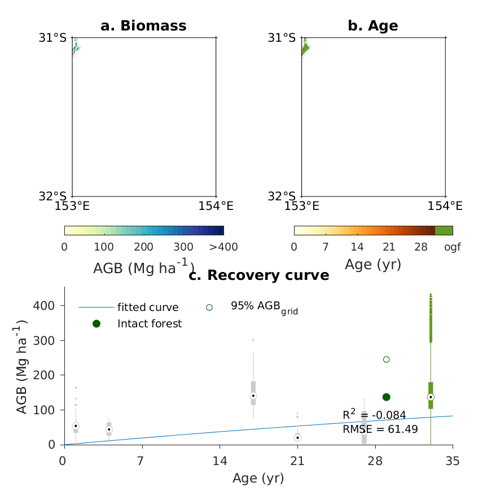 a. Biomass
b. Age
31°S
31°S
32°S
32°S
153°E
154°E
153°E
154°E
0 100 200 300 >400
0 7 14 21 28 ogf
AGB (Mg ha⁻¹)
Age (yr)
c. Recovery curve
fitted curve
95% AGBgrid
Intact forest
400
300
200
100
0
AGB (Mg ha⁻¹)
R² = -0.084
RMSE = 61.49
0 7 14 21 28 35
Age (yr)